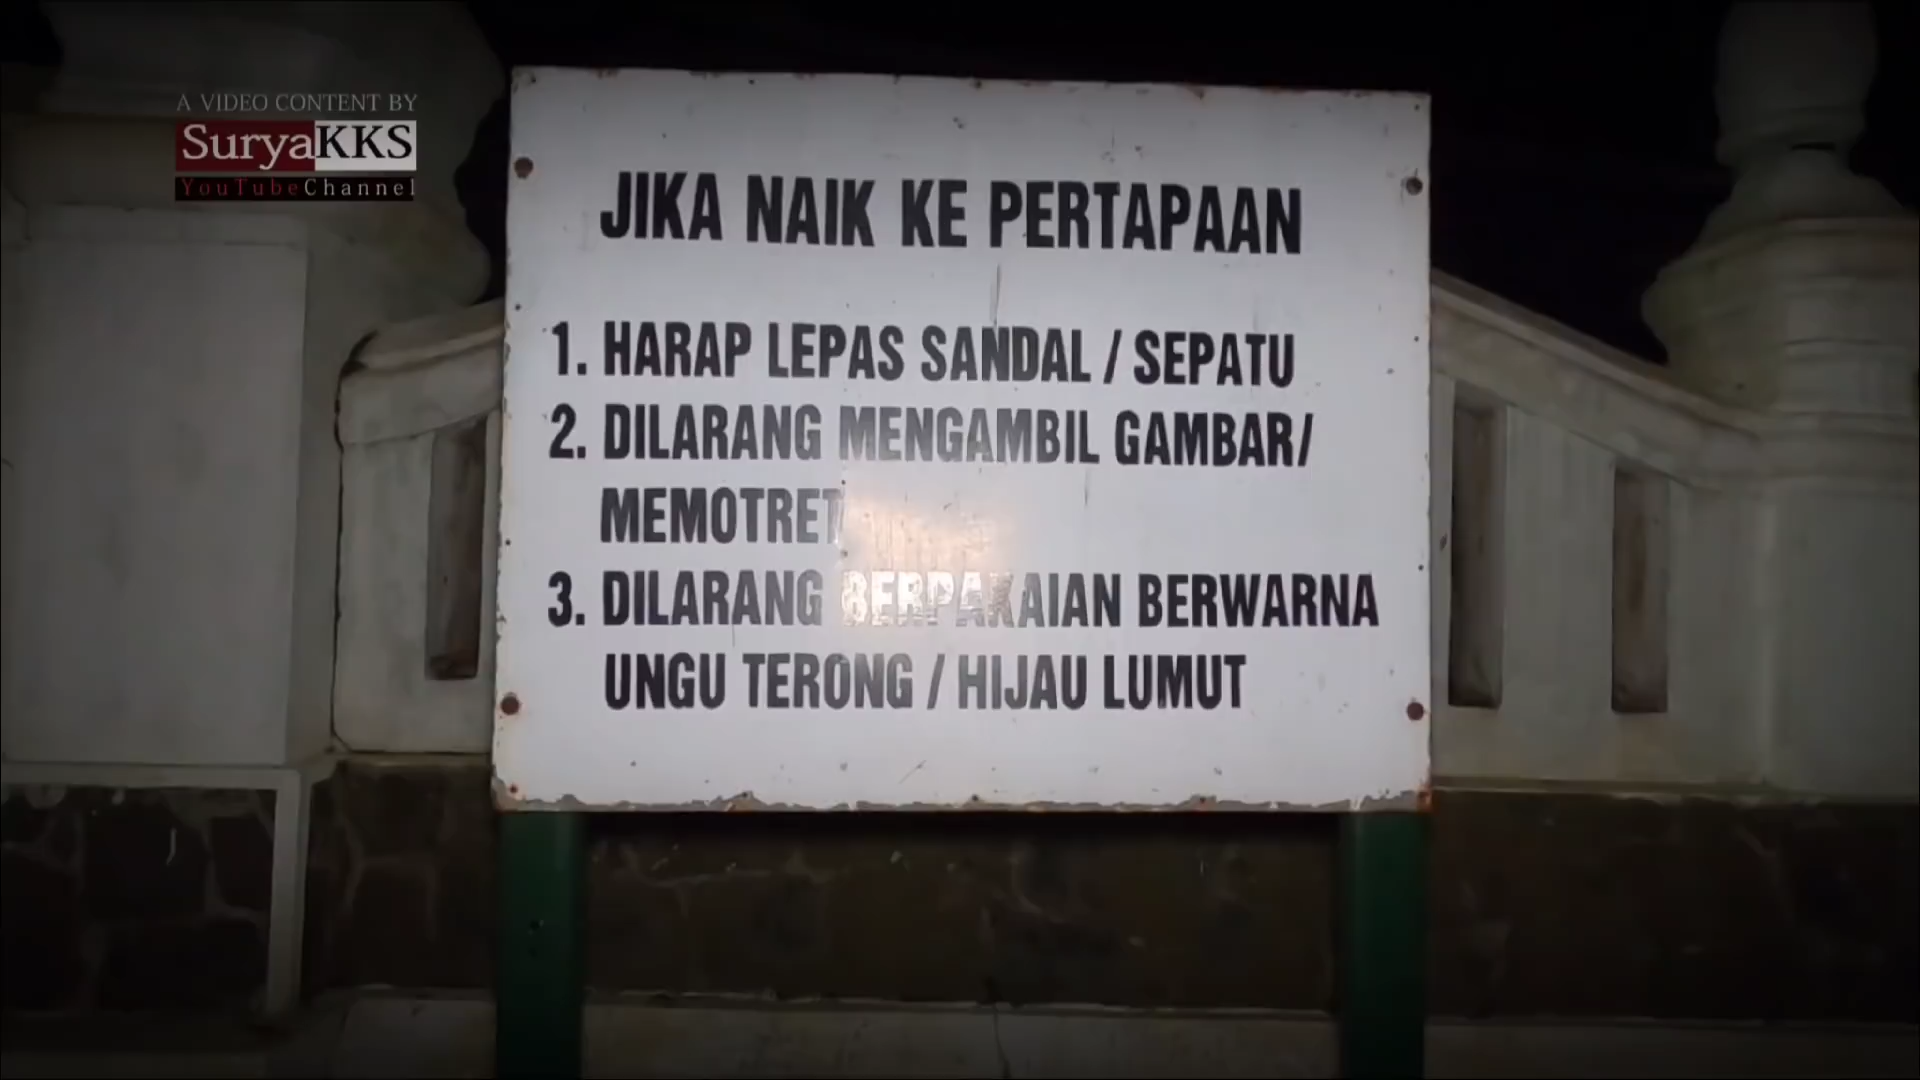 A VIDEO CONTENT BY
SuryaKKS
YouTubeChannel
JIKA NAIK KE PERTAPAAN
1. HARAP LEPAS SANDAL / SEPATU
2. DILARANG MENGAMBIL GAMBAR/
MEMOTRET
3. DILARANG BERPAKAIAN BERWARNA
UNGU TERONG / HIJAU LUMUT